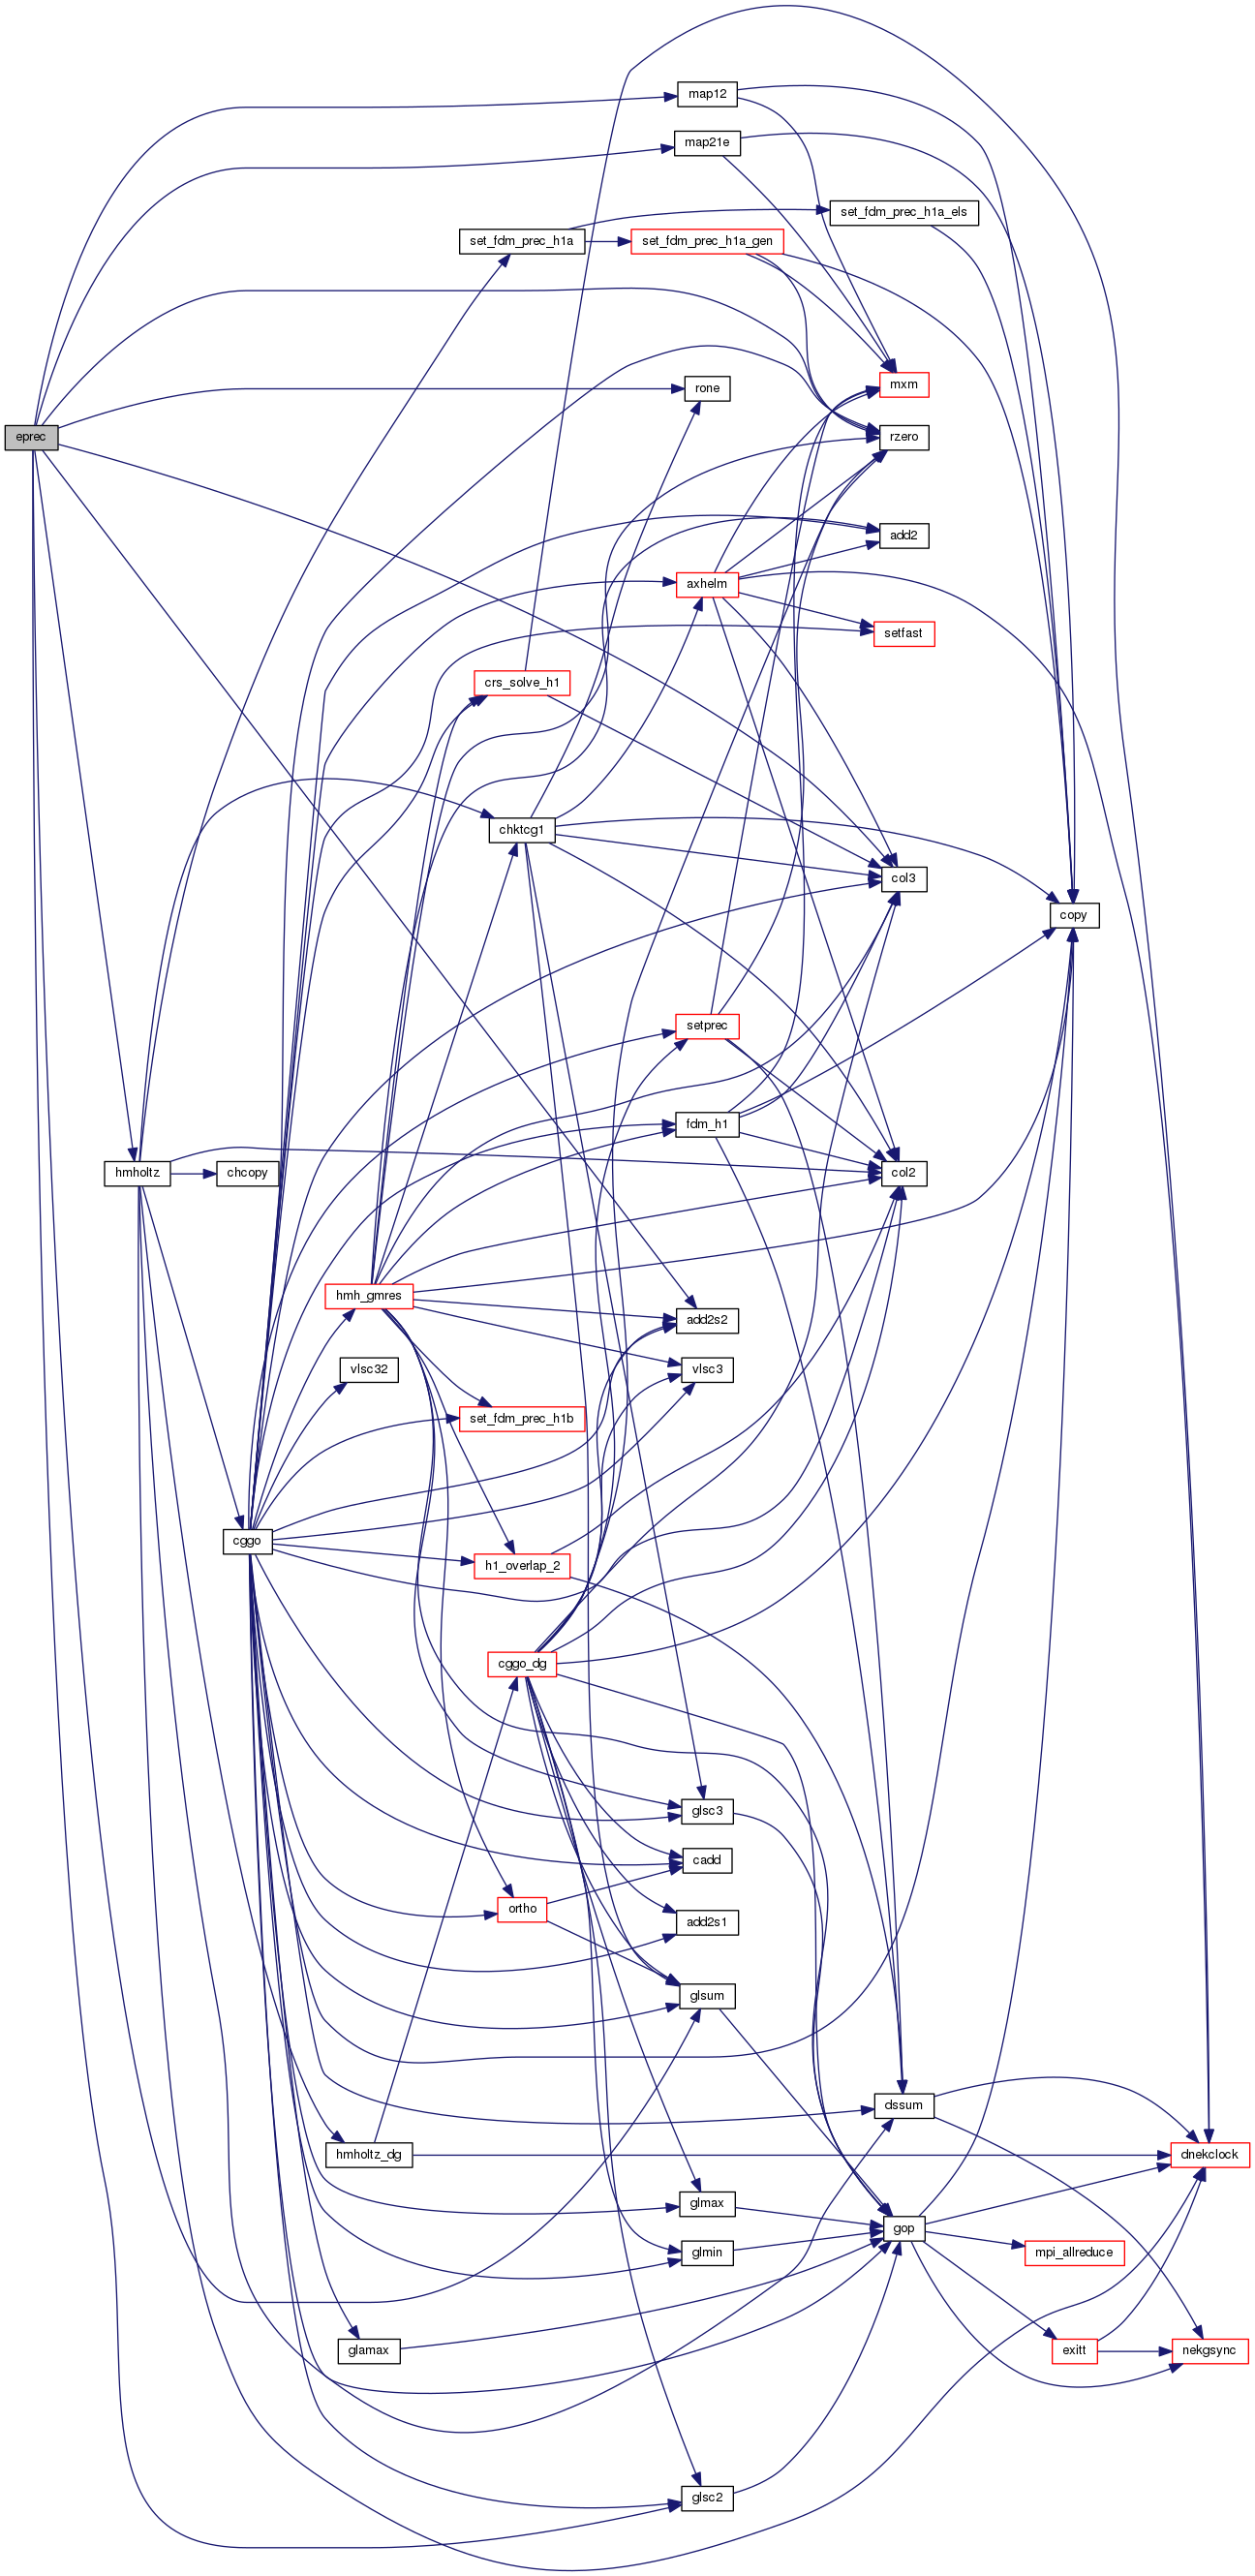 map12
map21e
set_fdm_prec_h1a_els
set_fdm_prec_h1a
set_fdm_prec_h1a_gen
mxm
rone
eprec
rzero
add2
axhelm
setfast
crs_solve_h1
chktcg1
col3
copy
setprec
fdm_h1
hmholtz
chcopy
col2
hmh_gmres
add2s2
vlsc32
vlsc3
set_fdm_prec_h1b
cggo
h1_overlap_2
cggo_dg
glsc3
cadd
ortho
add2s1
glsum
dssum
hmholtz_dg
dnekclock
glmax
gop
glmin
mpi_allreduce
glamax
exitt
nekgsync
glsc2